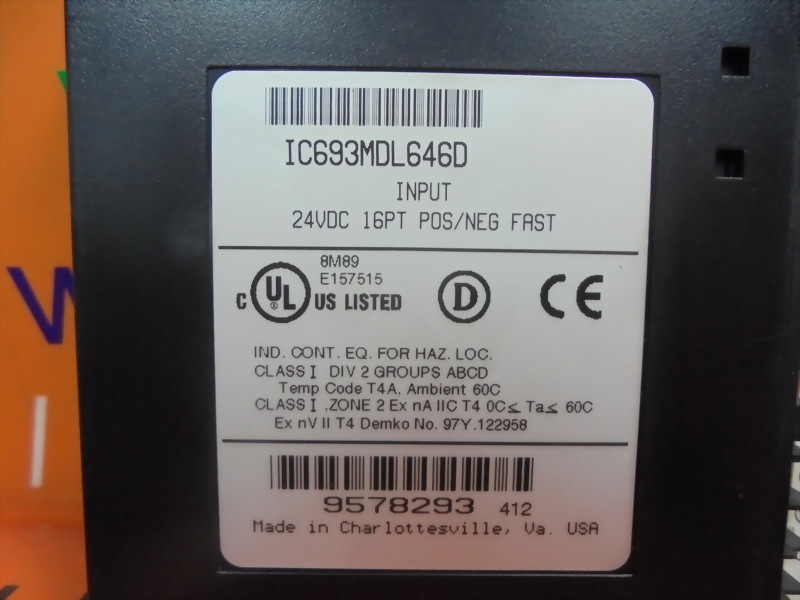 IC693MDL646D
INPUT
24VDC 16PT POS/NEG FAST
8M89
E157515
C UL ® US LISTED
D
CE
IND. CONT. EQ. FOR HAZ. LOC.
CLASS I DIV 2 GROUPS ABCD
Temp Code T4A, Ambient 60C
CLASS I ,ZONE 2 Ex nA IIC T4 0C≤ Ta≤ 60C
Ex nV II T4 Demko No. 97Y.122958
9578293 412
Made in Charlottesville, Va. USA
W